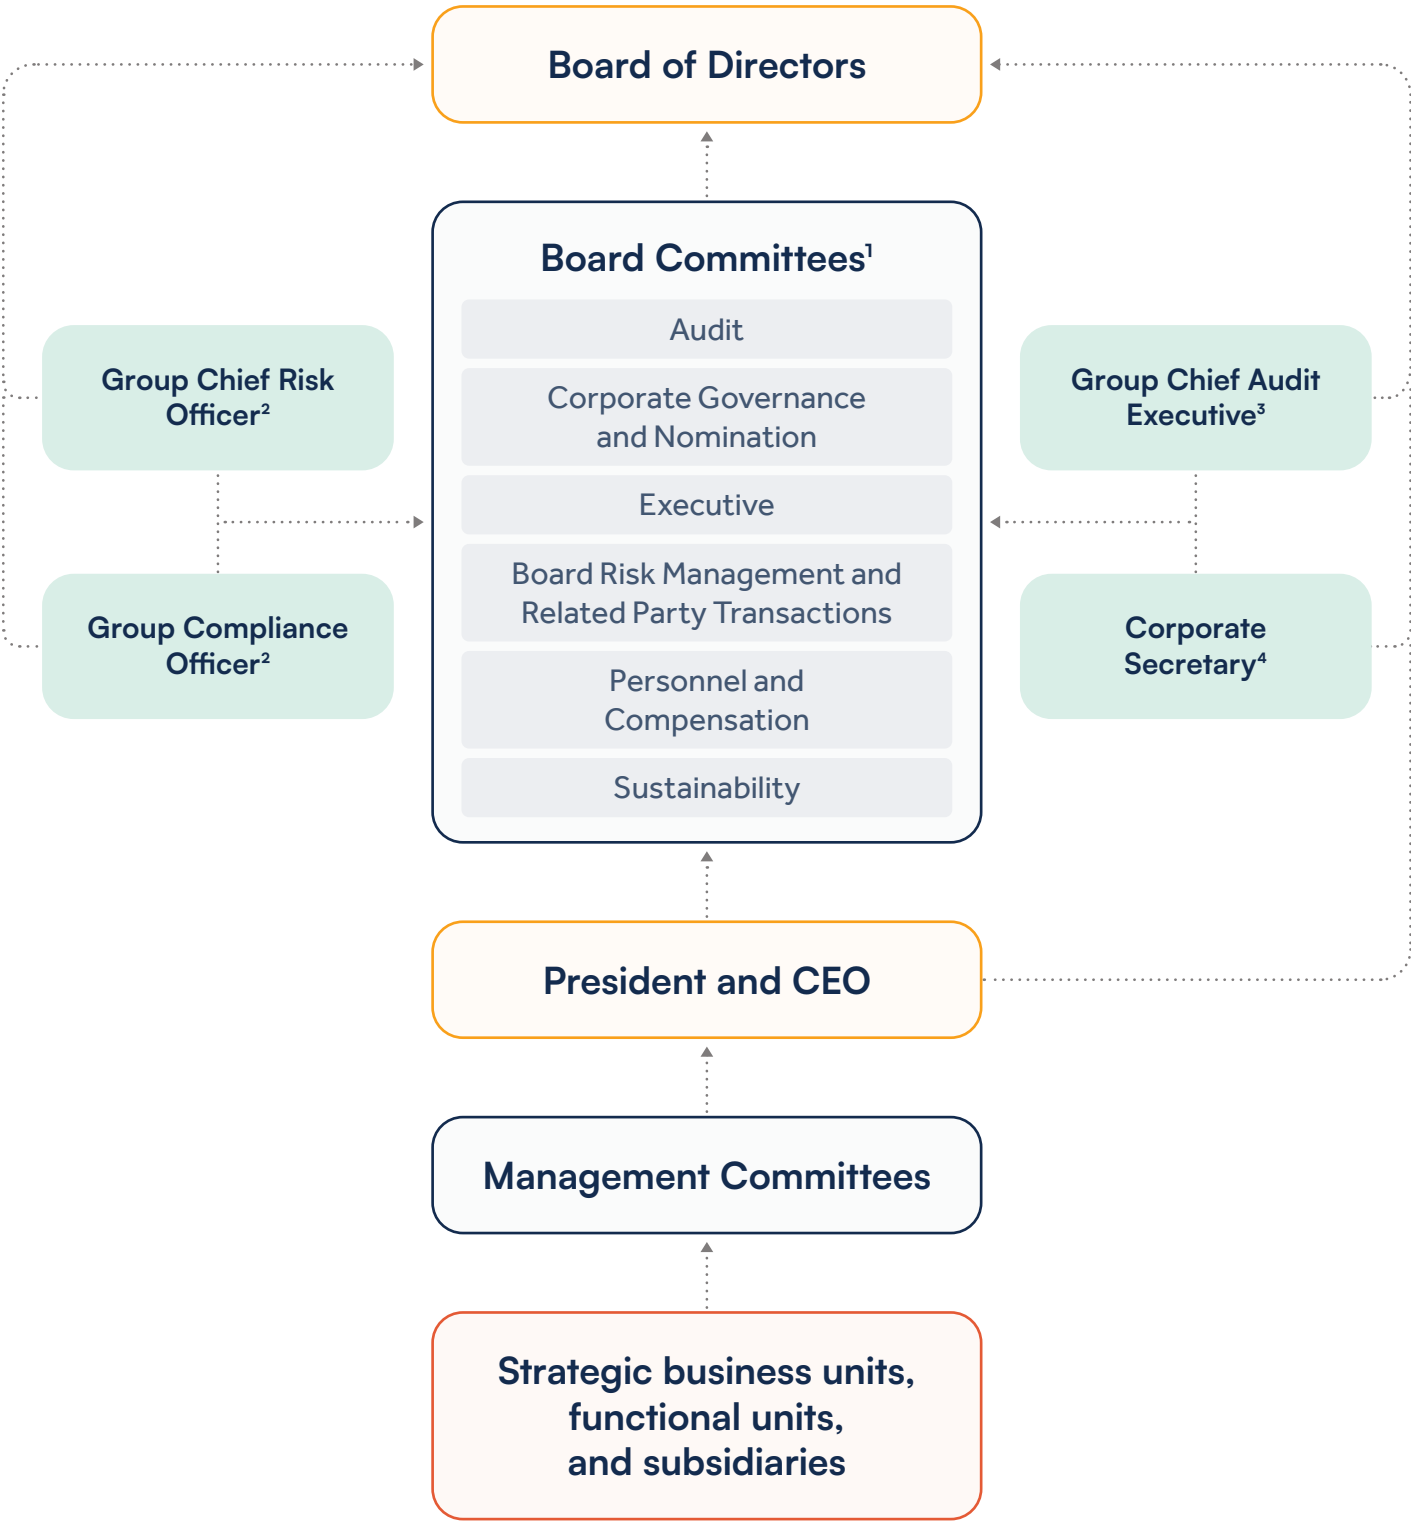 Board of Directors
Board Committees¹
Audit
Corporate Governance
and Nomination
Executive
Board Risk Management and
Related Party Transactions
Personnel and
Compensation
Sustainability
Group Chief Risk
Officer²
Group Compliance
Officer²
Group Chief Audit
Executive³
Corporate
Secretary⁴
President and CEO
Management Committees
Strategic business units,
functional units,
and subsidiaries